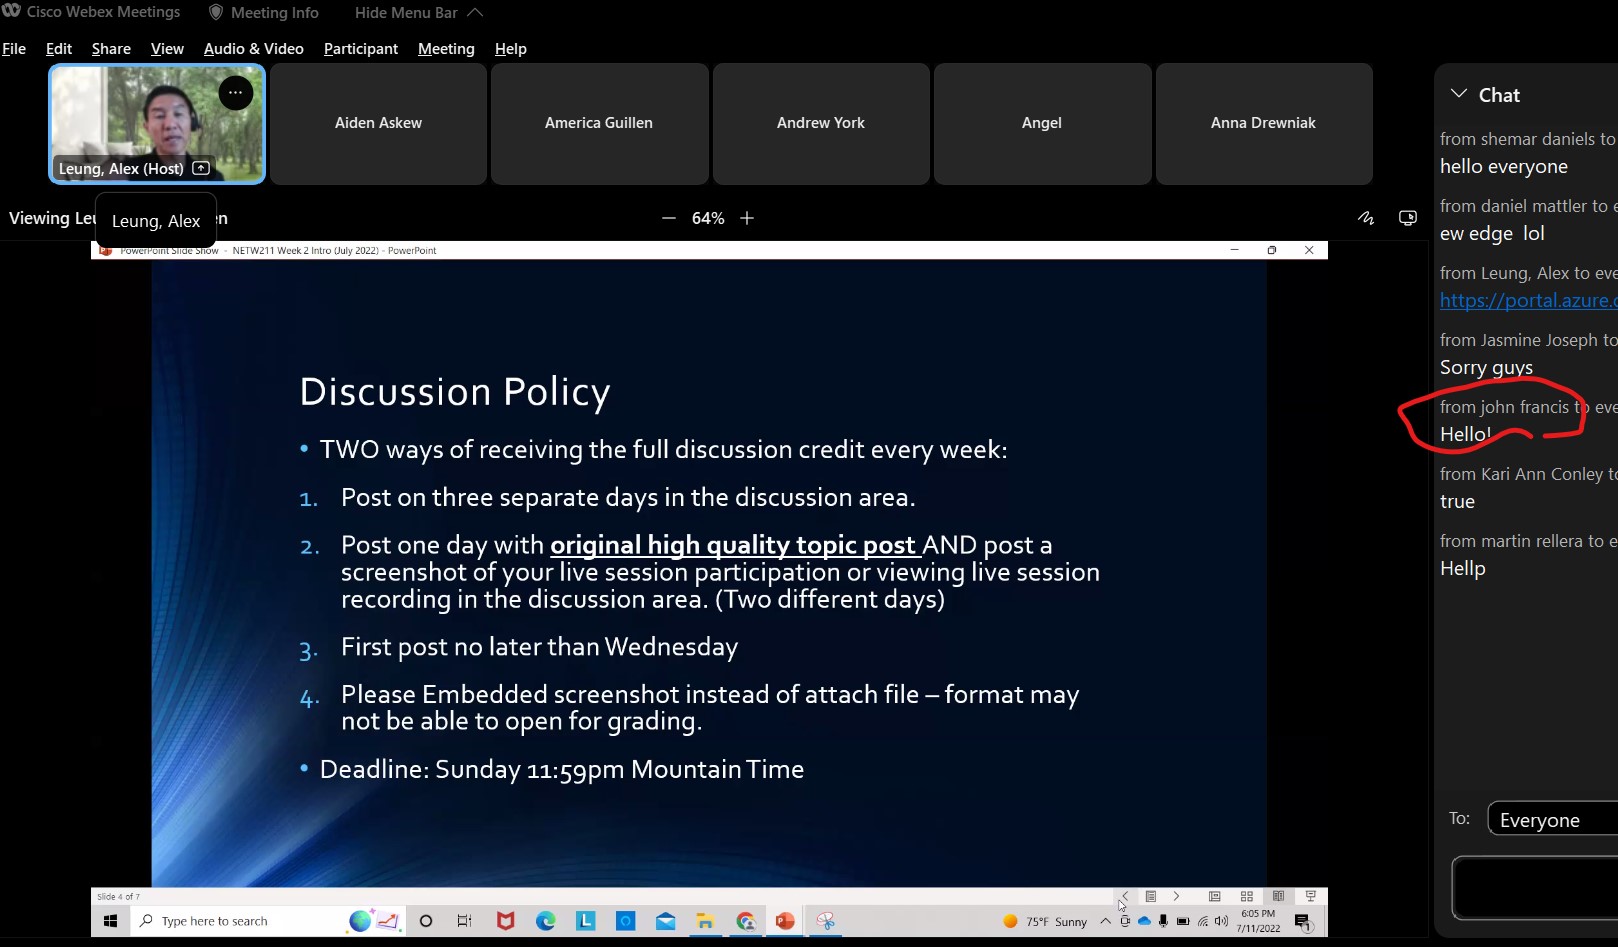 Cisco Webex Meetings Meeting Info Hide Menu Bar
File Edit Share View Audio & Video Participant Meeting Help
Leung, Alex (Host)
Aiden Askew
America Guillen
Andrew York
Angel
Anna Drewniak
Viewing Leu
Leung, Alex
64%
PowerPoint Slide Show - NETW211 Week 2 Intro (July 2022) - PowerPoint
Discussion Policy
• TWO ways of receiving the full discussion credit every week:
1. Post on three separate days in the discussion area.
2. Post one day with original high quality topic post AND post a
screenshot of your live session participation or viewing live session
recording in the discussion area. (Two different days)
3. First post no later than Wednesday
4. Please Embedded screenshot instead of attach file – format may
not be able to open for grading.
• Deadline: Sunday 11:59pm Mountain Time
Slide 4 of 7
Type here to search
75°F Sunny
6:05 PM
7/11/2022
Chat
from shemar daniels to
hello everyone
from daniel mattler to e
ew edge lol
from Leung, Alex to eve
https://portal.azure.c
from Jasmine Joseph to
Sorry guys
from john francis to eve
Hello!
from Kari Ann Conley to
true
from martin rellera to e
Hellp
To: Everyone